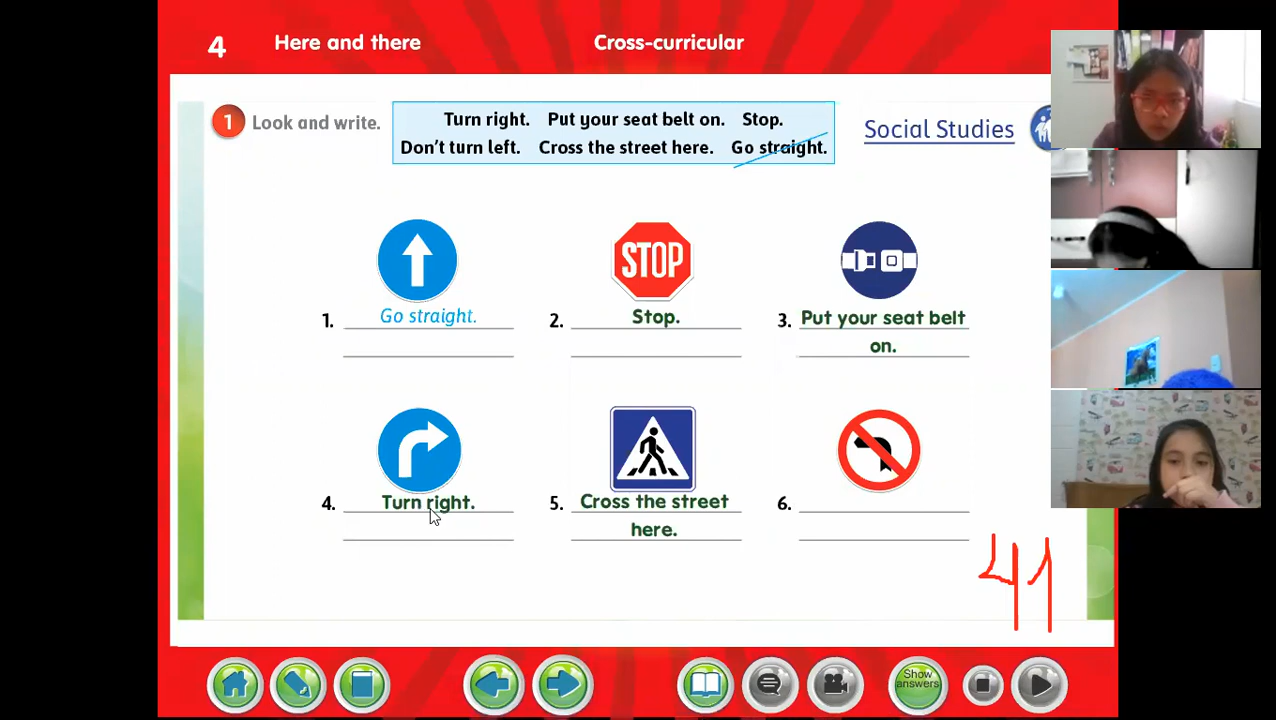 4 Here and there Cross-curricular
1 Look and write.
Turn right. Put your seat belt on. Stop.
Don't turn left. Cross the street here. Go straight.
Social Studies
STOP
1. Go straight. 2. Stop. 3. Put your seat belt
on.
4. Turn right. 5. Cross the street 6.
here.
41
Show
answers